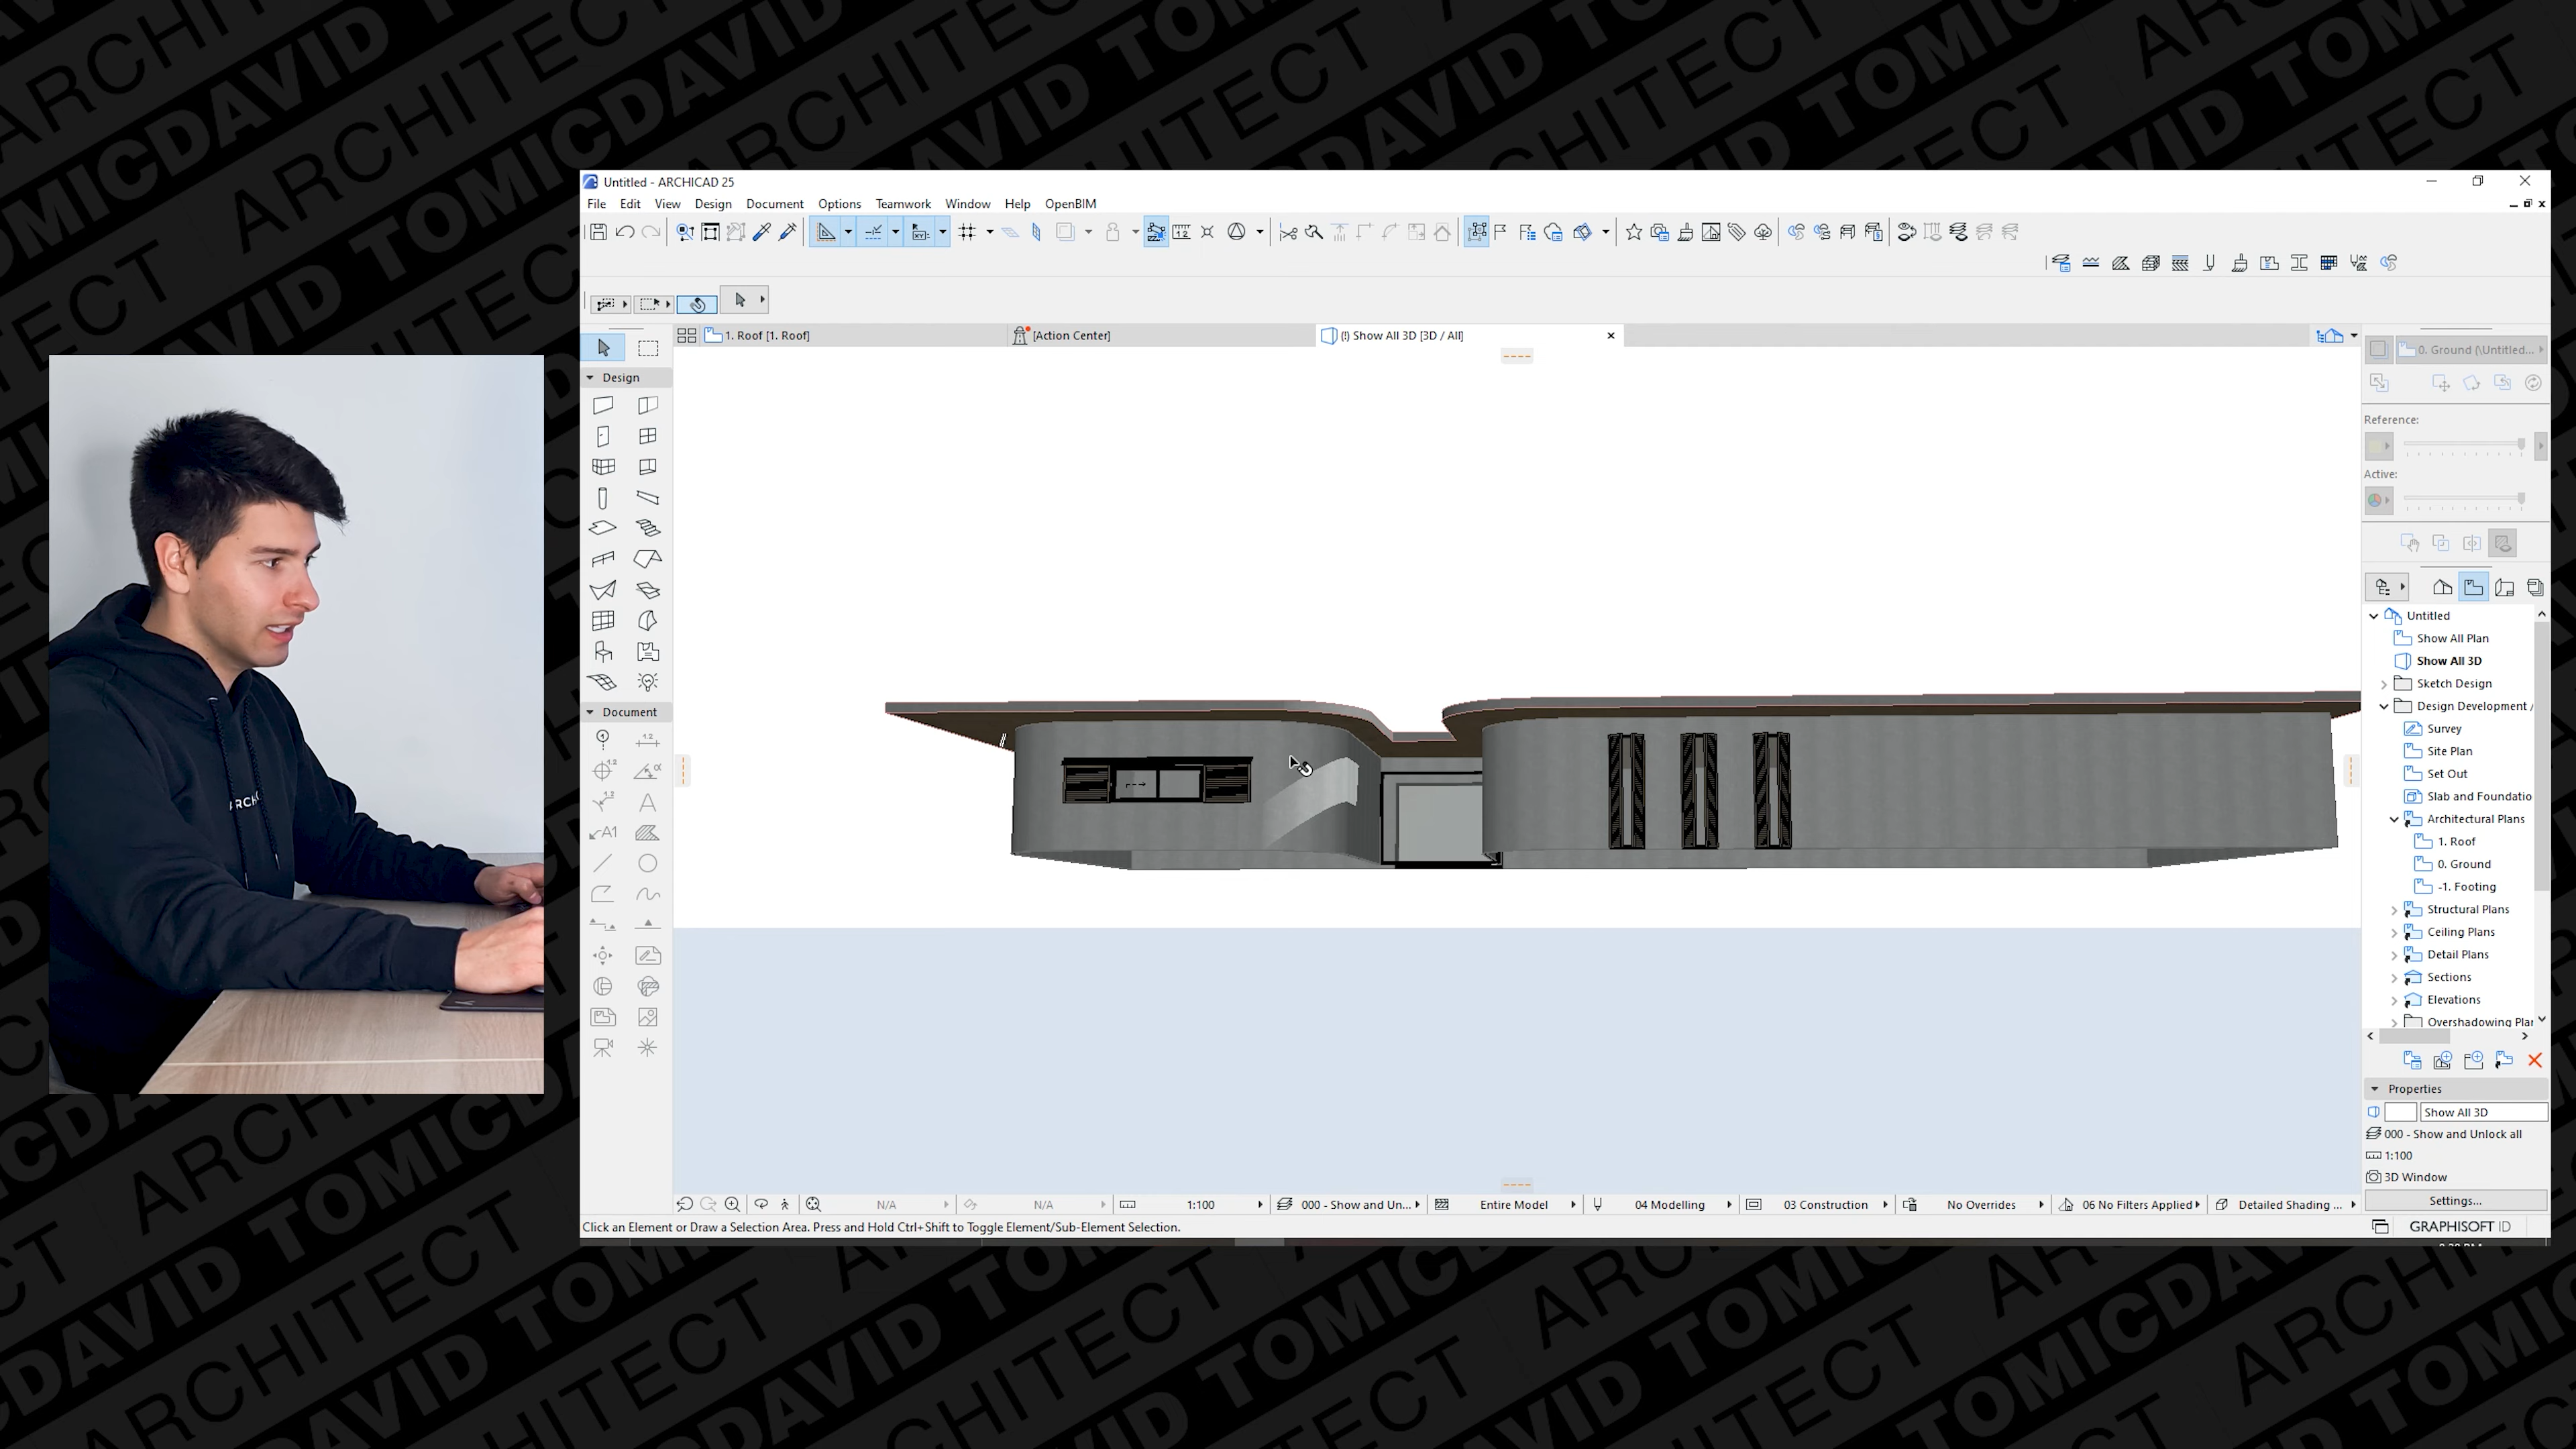 ARCHITECT
DAVID TOMIC
Untitled - ARCHICAD 25
File Edit View Design Document Options Teamwork Window Help OpenBIM
1. Roof [1. Roof]
[Action Center]
(!) Show All 3D [3D / All]
0. Ground (\Untitled...
Design
Reference:
Active:
Untitled
Show All Plan
Show All 3D
Sketch Design
Design Development /
Survey
Site Plan
Set Out
Slab and Foundatio
Architectural Plans
1. Roof
0. Ground
-1. Footing
Structural Plans
Ceiling Plans
Detail Plans
Sections
Elevations
Overshadowing Plan
Document
Properties
Show All 3D
000 - Show and Unlock all
1:100
3D Window
Settings...
N/A
N/A
1:100
000 - Show and Un...
Entire Model
04 Modelling
03 Construction
No Overrides
06 No Filters Applied
Detailed Shading ...
Click an Element or Draw a Selection Area. Press and Hold Ctrl+Shift to Toggle Element/Sub-Element Selection.
GRAPHISOFT ID